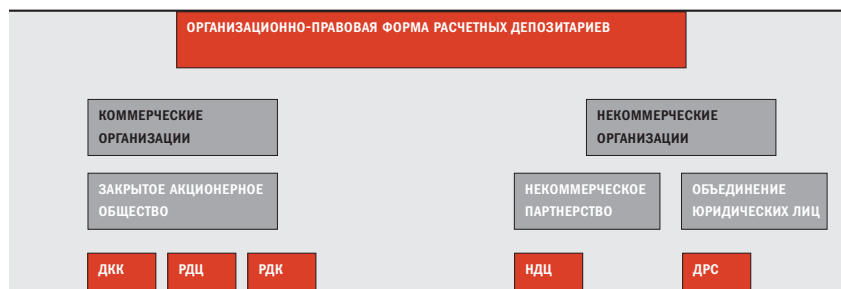 ОРГАНИЗАЦИОННО-ПРАВОВАЯ ФОРМА РАСЧЕТНЫХ ДЕПОЗИТАРИЕВ
КОММЕРЧЕСКИЕ
ОРГАНИЗАЦИИ
НЕКОММЕРЧЕСКИЕ
ОРГАНИЗАЦИИ
ЗАКРЫТОЕ АКЦИОНЕРНОЕ
ОБЩЕСТВО
НЕКОММЕРЧЕСКОЕ
ПАРТНЕРСТВО
ОБЪЕДИНЕНИЕ
ЮРИДИЧЕСКИХ ЛИЦ
ДКК
РДЦ
РДК
НДЦ
ДРС